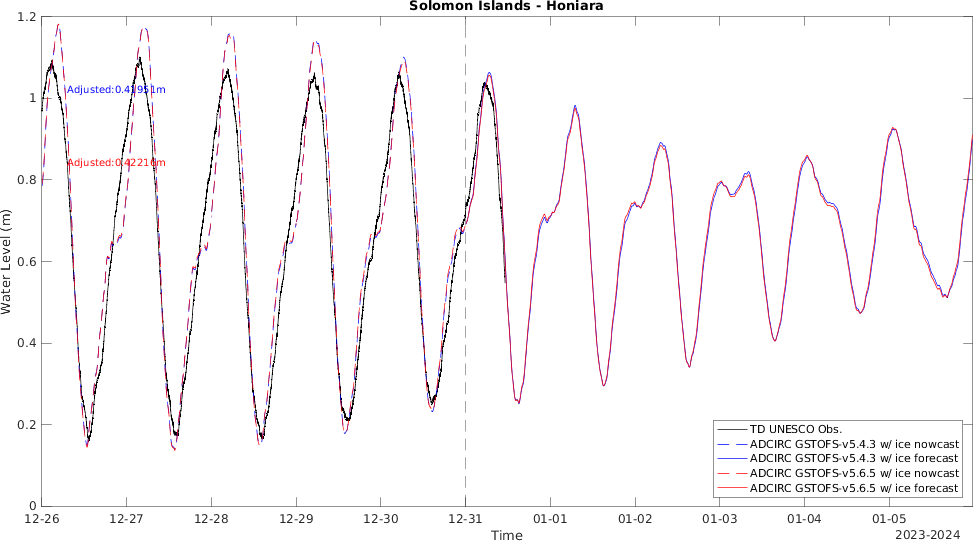 Solomon Islands - Honiara
1.2
1
0.8
0.6
0.4
0.2
0
Water Level (m)
Adjusted:0.41951m
Adjusted:0.42216m
TD UNESCO Obs.
ADCIRC GSTOFS-v5.4.3 w/ ice nowcast
ADCIRC GSTOFS-v5.4.3 w/ ice forecast
ADCIRC GSTOFS-v5.6.5 w/ ice nowcast
ADCIRC GSTOFS-v5.6.5 w/ ice forecast
12-26 12-27 12-28 12-29 12-30 12-31 01-01 01-02 01-03 01-04 01-05
Time
2023-2024